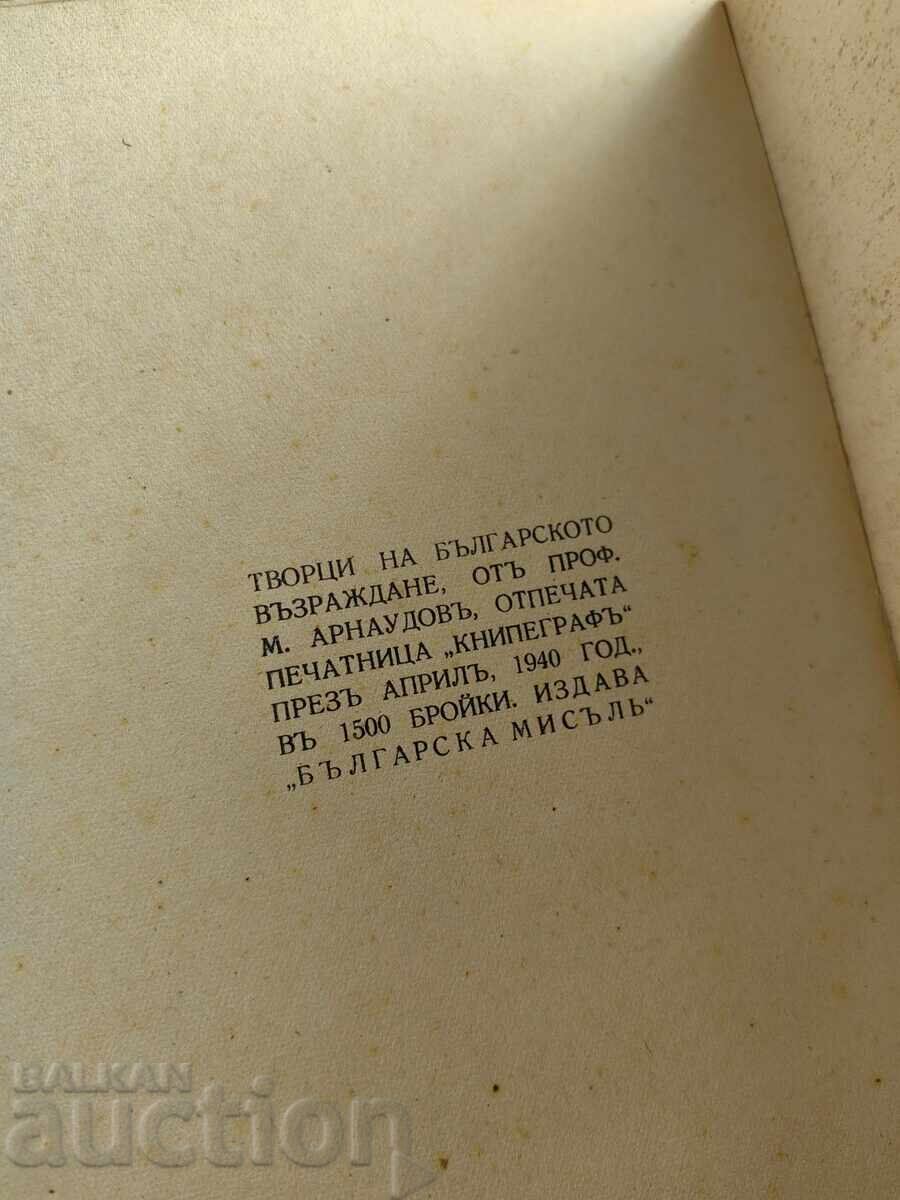 ТВОРЦИ НА БЪЛГАРСКОТО
ВЪЗРАЖДАНЕ, ОТЪ ПРОФ.
М. АРНАУДОВЪ, ОТПЕЧАТА
ПЕЧАТНИЦА „КНИПЕГРАФЪ“
ПРЕЗЪ АПРИЛЪ, 1940 ГОД.,
ВЪ 1500 БРОЙКИ. ИЗДАВА
„БЪЛГАРСКА МИСЪЛЬ“
BALKAN
auction